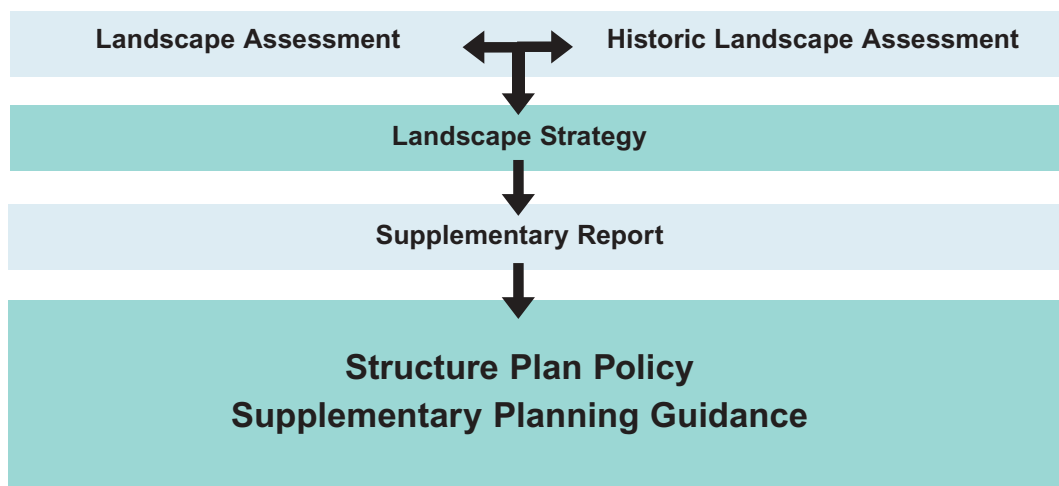 Landscape Assessment Historic Landscape Assessment
Landscape Strategy
Supplementary Report
Structure Plan Policy
Supplementary Planning Guidance